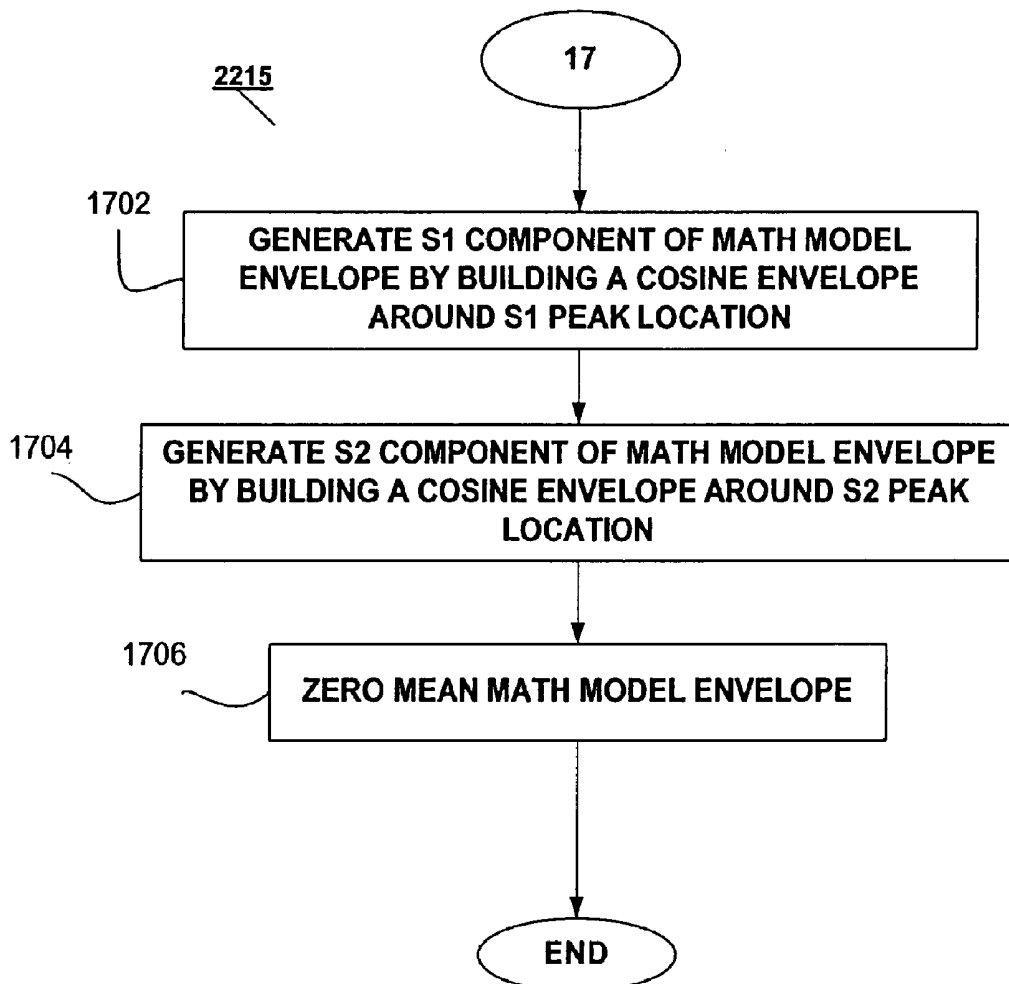 17
2215
1702
GENERATE S1 COMPONENT OF MATH MODEL
ENVELOPE BY BUILDING A COSINE ENVELOPE
AROUND S1 PEAK LOCATION
1704
GENERATE S2 COMPONENT OF MATH MODEL ENVELOPE
BY BUILDING A COSINE ENVELOPE AROUND S2 PEAK
LOCATION
1706
ZERO MEAN MATH MODEL ENVELOPE
END